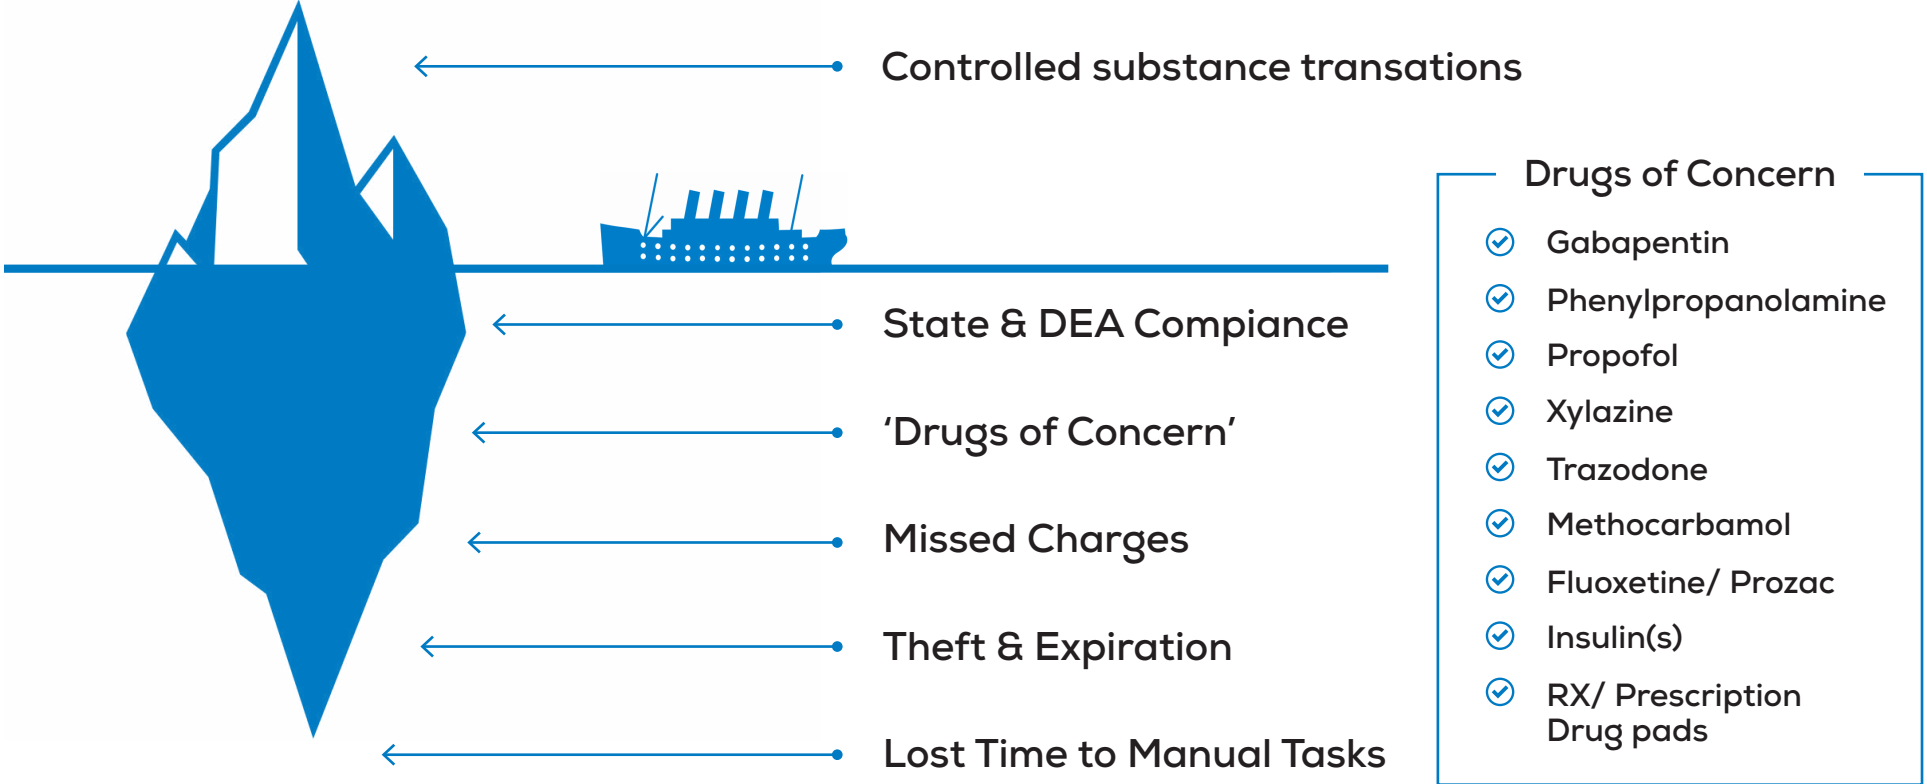 Controlled substance transations
State & DEA Compiance
‘Drugs of Concern’
Missed Charges
Theft & Expiration
Lost Time to Manual Tasks
Drugs of Concern
Gabapentin
Phenylpropanolamine
Propofol
Xylazine
Trazodone
Methocarbamol
Fluoxetine/ Prozac
Insulin(s)
RX/ Prescription
Drug pads